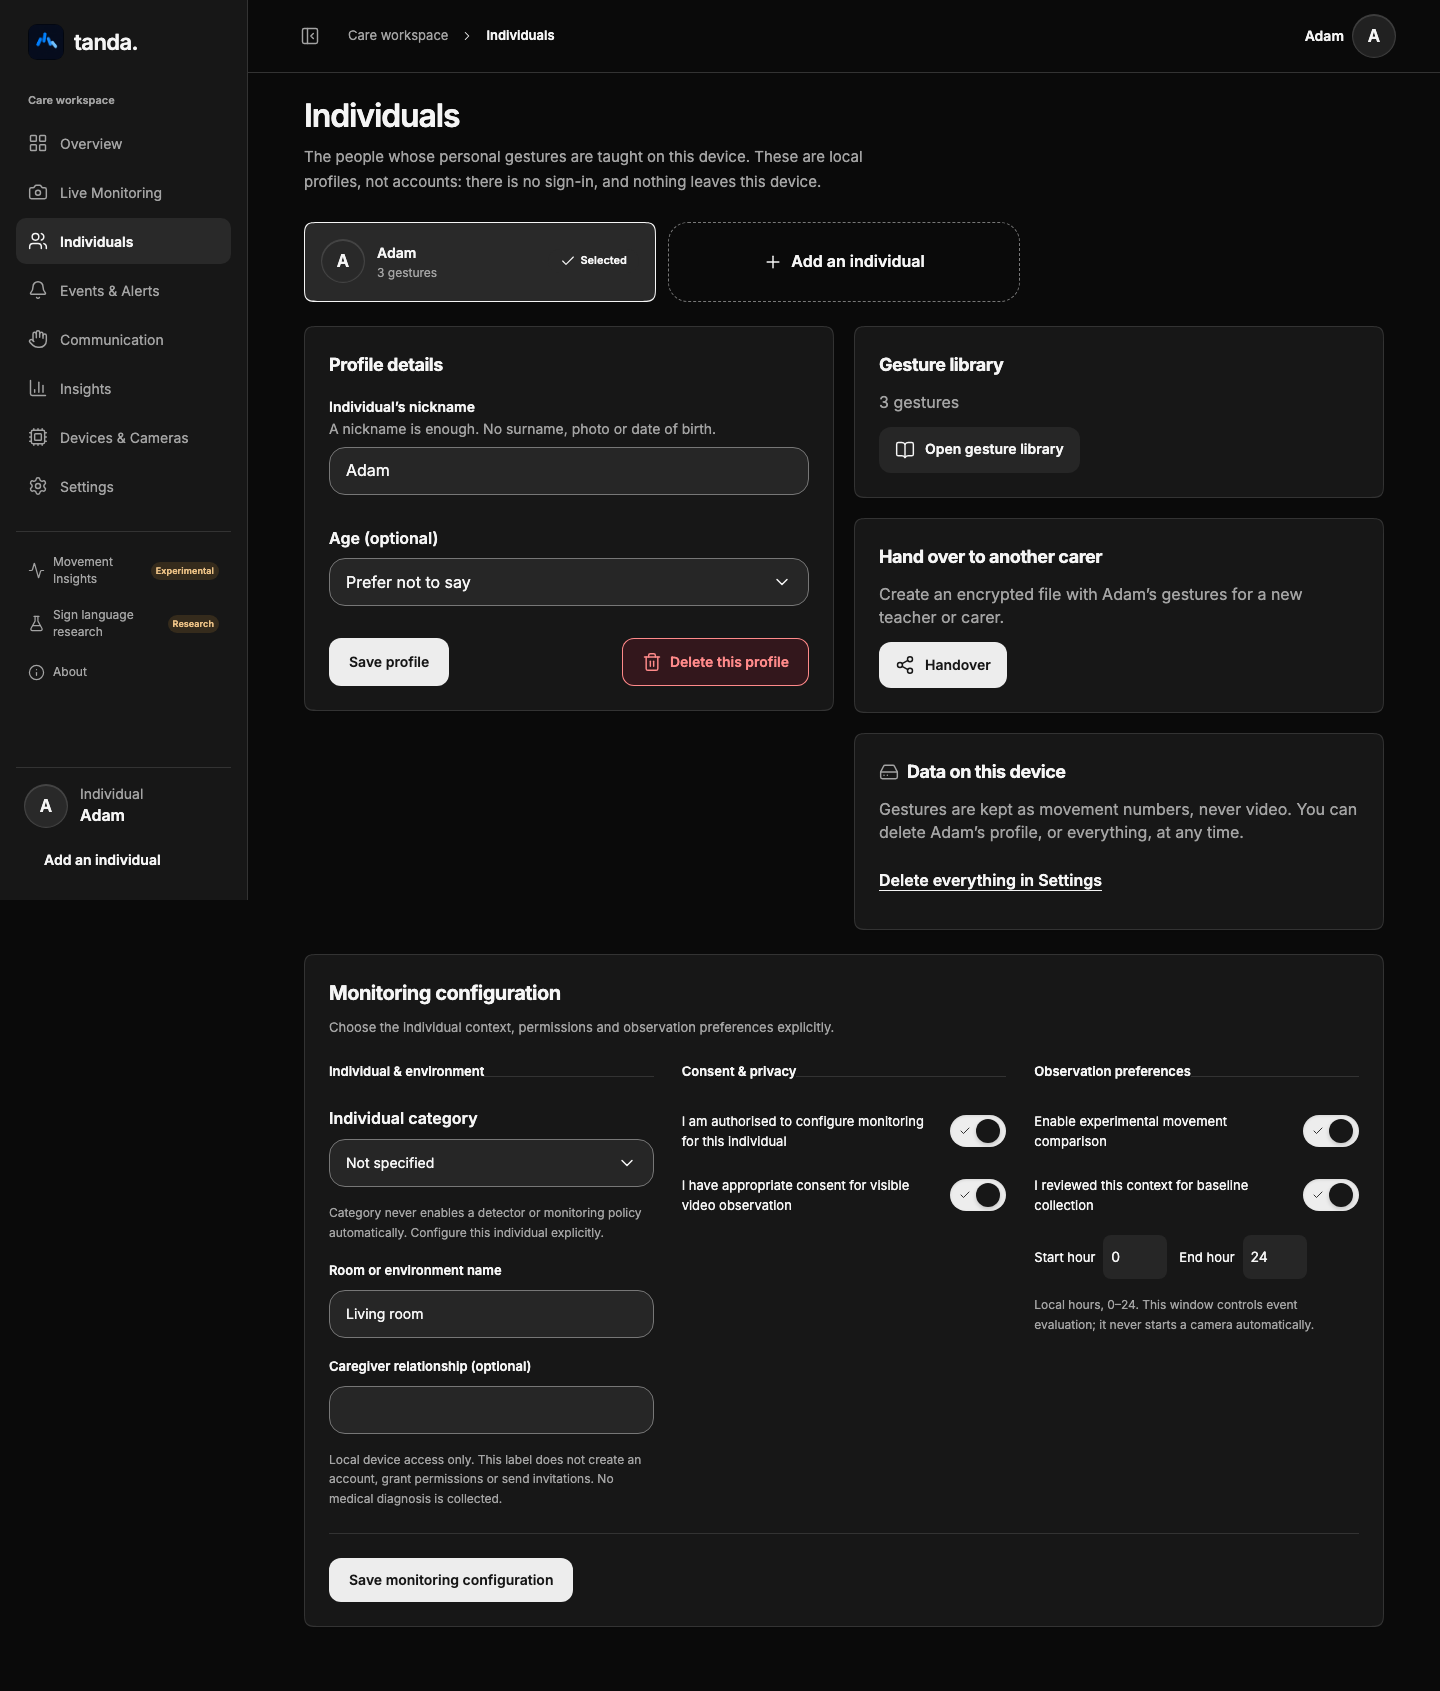 tanda.
Care workspace
Overview
Live Monitoring
Individuals
Events & Alerts
Communication
Insights
Devices & Cameras
Settings
Movement
Insights
Experimental
Sign language
research
Research
About
A
Individual
Adam
Add an individual
Care workspace
Individuals
Adam
A
Individuals
The people whose personal gestures are taught on this device. These are local
profiles, not accounts: there is no sign-in, and nothing leaves this device.
A
Adam
3 gestures
Selected
Add an individual
Profile details
Individual’s nickname
A nickname is enough. No surname, photo or date of birth.
Adam
Age (optional)
Prefer not to say
Save profile
Delete this profile
Gesture library
3 gestures
Open gesture library
Hand over to another carer
Create an encrypted file with Adam’s gestures for a new
teacher or carer.
Handover
Data on this device
Gestures are kept as movement numbers, never video. You can
delete Adam’s profile, or everything, at any time.
Delete everything in Settings
Monitoring configuration
Choose the individual context, permissions and observation preferences explicitly.
Individual & environment
Individual category
Not specified
Category never enables a detector or monitoring policy
automatically. Configure this individual explicitly.
Room or environment name
Living room
Caregiver relationship (optional)
Local device access only. This label does not create an
account, grant permissions or send invitations. No
medical diagnosis is collected.
Consent & privacy
I am authorised to configure monitoring
for this individual
I have appropriate consent for visible
video observation
Observation preferences
Enable experimental movement
comparison
I reviewed this context for baseline
collection
Start hour 0 End hour 24
Local hours, 0–24. This window controls event
evaluation; it never starts a camera automatically.
Save monitoring configuration